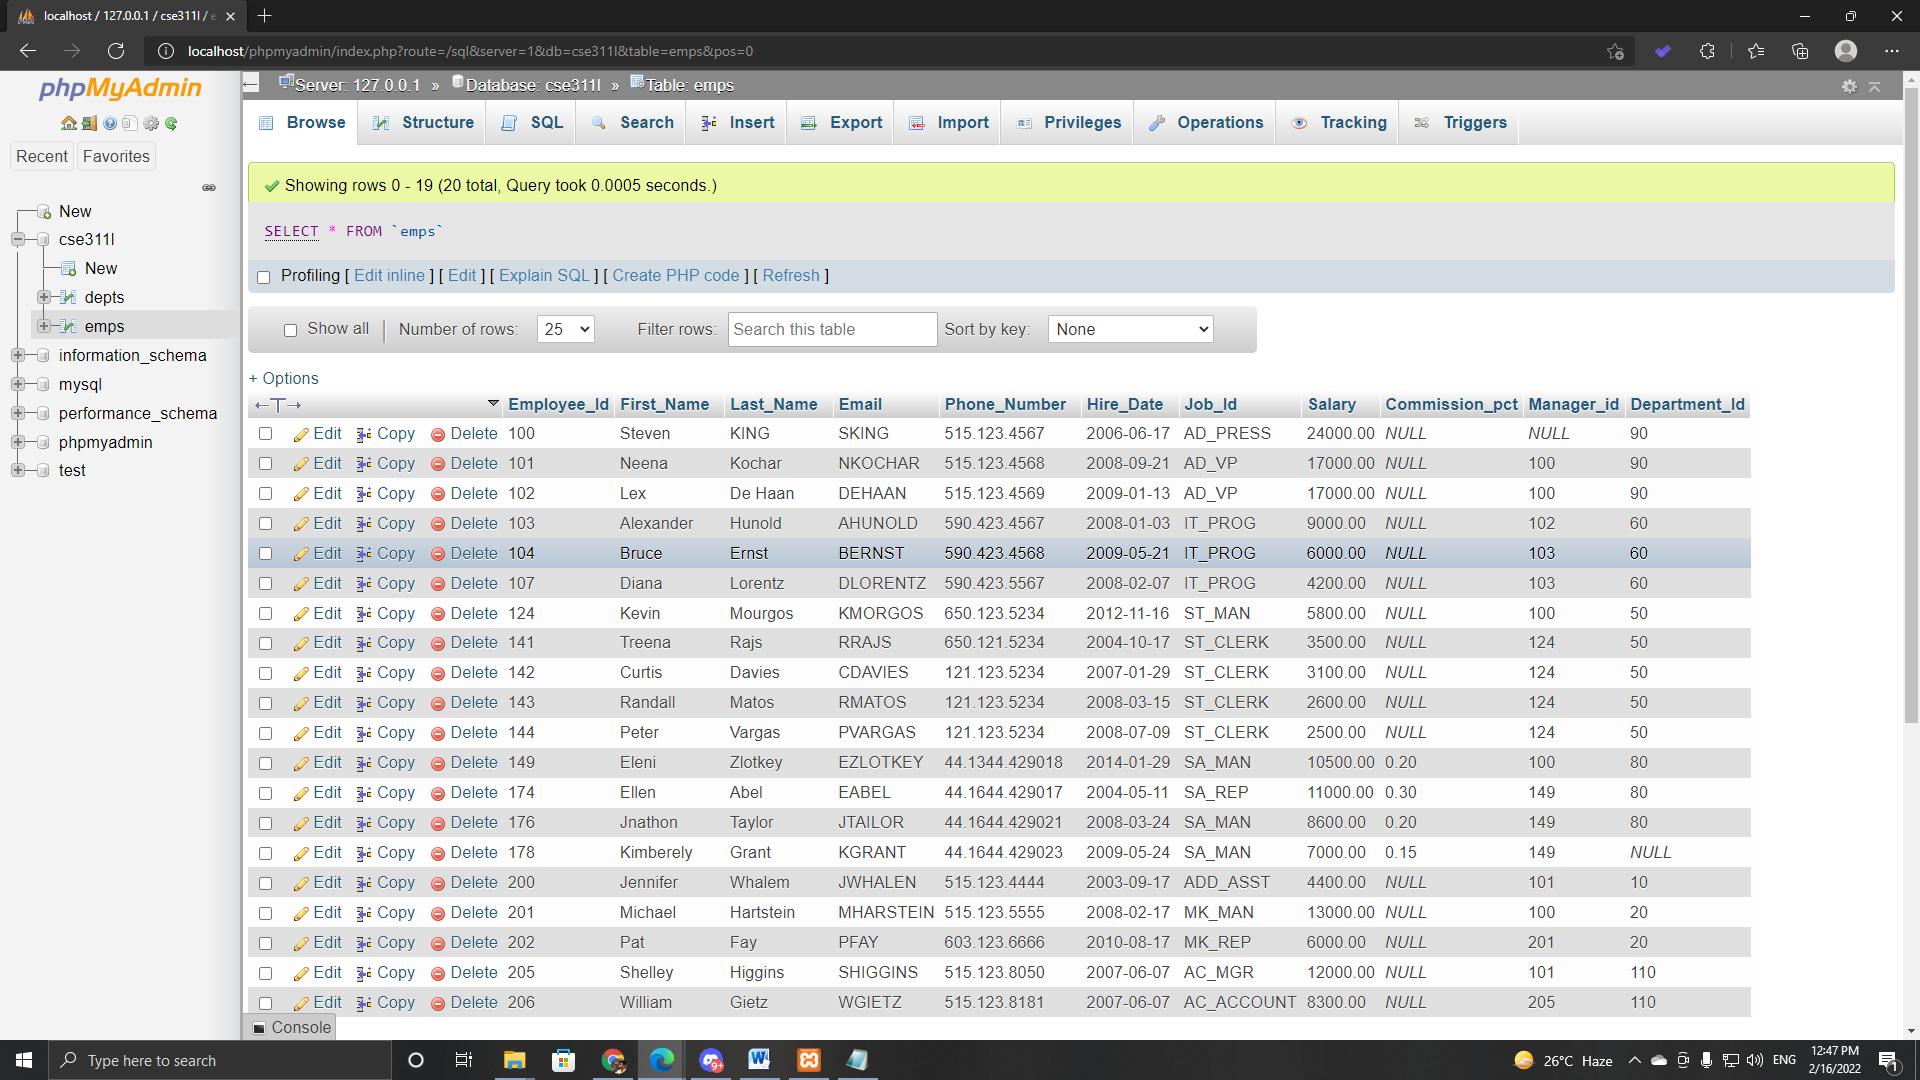 localhost / 127.0.0.1 / cse311l / e
localhost/phpmyadmin/index.php?route=/sql&server=1&db=cse311l&table=emps&pos=0
phpMyAdmin
Recent Favorites
New
cse311l
New
depts
emps
information_schema
mysql
performance_schema
phpmyadmin
test
Server: 127.0.0.1 » Database: cse311l » Table: emps
Browse Structure SQL Search Insert Export Import Privileges Operations Tracking Triggers
Showing rows 0 - 19 (20 total, Query took 0.0005 seconds.)
SELECT * FROM `emps`
Profiling [ Edit inline ] [ Edit ] [ Explain SQL ] [ Create PHP code ] [ Refresh ]
Show all Number of rows: 25 Filter rows: Search this table Sort by key: None
+ Options
←T→ Employee_Id First_Name Last_Name Email Phone_Number Hire_Date Job_Id Salary Commission_pct Manager_id Department_Id
Edit Copy Delete 100 Steven KING SKING 515.123.4567 2006-06-17 AD_PRESS 24000.00 NULL NULL 90
Edit Copy Delete 101 Neena Kochar NKOCHAR 515.123.4568 2008-09-21 AD_VP 17000.00 NULL 100 90
Edit Copy Delete 102 Lex De Haan DEHAAN 515.123.4569 2009-01-13 AD_VP 17000.00 NULL 100 90
Edit Copy Delete 103 Alexander Hunold AHUNOLD 590.423.4567 2008-01-03 IT_PROG 9000.00 NULL 102 60
Edit Copy Delete 104 Bruce Ernst BERNST 590.423.4568 2009-05-21 IT_PROG 6000.00 NULL 103 60
Edit Copy Delete 107 Diana Lorentz DLORENTZ 590.423.5567 2008-02-07 IT_PROG 4200.00 NULL 103 60
Edit Copy Delete 124 Kevin Mourgos KMORGOS 650.123.5234 2012-11-16 ST_MAN 5800.00 NULL 100 50
Edit Copy Delete 141 Treena Rajs RRAJS 650.121.5234 2004-10-17 ST_CLERK 3500.00 NULL 124 50
Edit Copy Delete 142 Curtis Davies CDAVIES 121.123.5234 2007-01-29 ST_CLERK 3100.00 NULL 124 50
Edit Copy Delete 143 Randall Matos RMATOS 121.123.5234 2008-03-15 ST_CLERK 2600.00 NULL 124 50
Edit Copy Delete 144 Peter Vargas PVARGAS 121.123.5234 2008-07-09 ST_CLERK 2500.00 NULL 124 50
Edit Copy Delete 149 Eleni Zlotkey EZLOTKEY 44.1344.429018 2014-01-29 SA_MAN 10500.00 0.20 100 80
Edit Copy Delete 174 Ellen Abel EABEL 44.1644.429017 2004-05-11 SA_REP 11000.00 0.30 149 80
Edit Copy Delete 176 Jnathon Taylor JTAILOR 44.1644.429021 2008-03-24 SA_MAN 8600.00 0.20 149 80
Edit Copy Delete 178 Kimberely Grant KGRANT 44.1644.429023 2009-05-24 SA_MAN 7000.00 0.15 149 NULL
Edit Copy Delete 200 Jennifer Whalem JWHALEN 515.123.4444 2003-09-17 ADD_ASST 4400.00 NULL 101 10
Edit Copy Delete 201 Michael Hartstein MHARSTEIN 515.123.5555 2008-02-17 MK_MAN 13000.00 NULL 100 20
Edit Copy Delete 202 Pat Fay PFAY 603.123.6666 2010-08-17 MK_REP 6000.00 NULL 201 20
Edit Copy Delete 205 Shelley Higgins SHIGGINS 515.123.8050 2007-06-07 AC_MGR 12000.00 NULL 101 110
Edit Copy Delete 206 William Gietz WGIETZ 515.123.8181 2007-06-07 AC_ACCOUNT 8300.00 NULL 205 110
Console
Type here to search
9+
26°C Haze
ENG
12:47 PM
2/16/2022
1